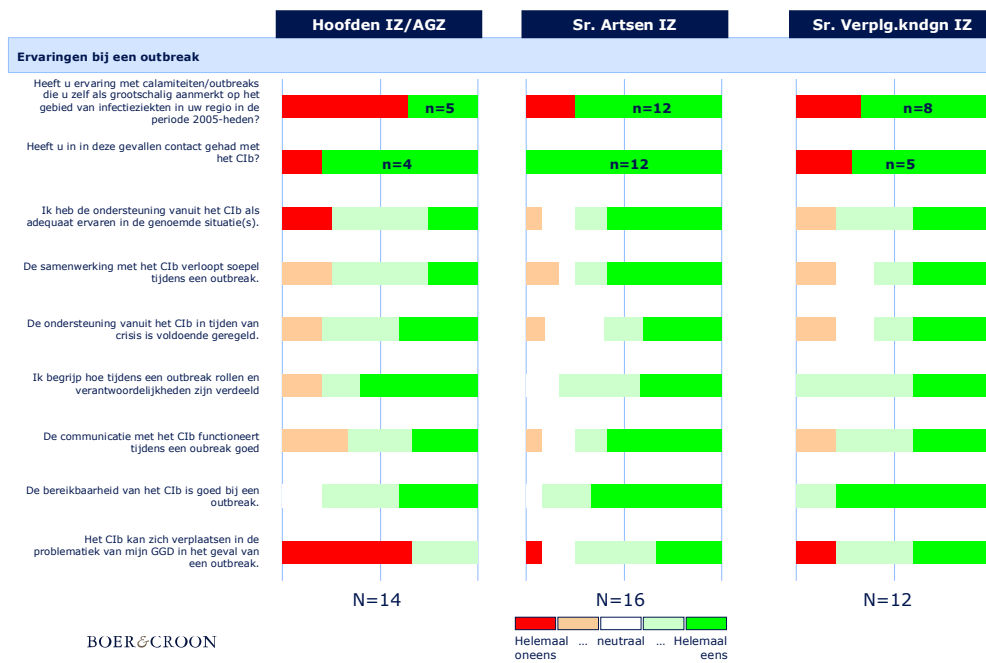 Hoofden IZ/AGZ
Sr. Artsen IZ
Sr. Verplg.kndgn IZ
Ervaringen bij een outbreak
Heeft u ervaring met calamiteiten/outbreaks
die u zelf als grootschalig aanmerkt op het
gebied van infectieziekten in uw regio in de
periode 2005-heden?
n=5
n=12
n=8
Heeft u in in deze gevallen contact gehad met
het CIb?
n=4
n=12
n=5
Ik heb de ondersteuning vanuit het CIb als
adequaat ervaren in de genoemde situatie(s).
De samenwerking met het CIb verloopt soepel
tijdens een outbreak.
De ondersteuning vanuit het CIb in tijden van
crisis is voldoende geregeld.
Ik begrijp hoe tijdens een outbreak rollen en
verantwoordelijkheden zijn verdeeld
De communicatie met het CIb functioneert
tijdens een oubreak goed
De bereikbaarheid van het CIb is goed bij een
outbreak.
Het CIb kan zich verplaatsen in de
problematiek van mijn GGD in het geval van
een outbreak.
N=14
N=16
N=12
Helemaal oneens
...
neutraal
...
Helemaal eens
BOER&CROON